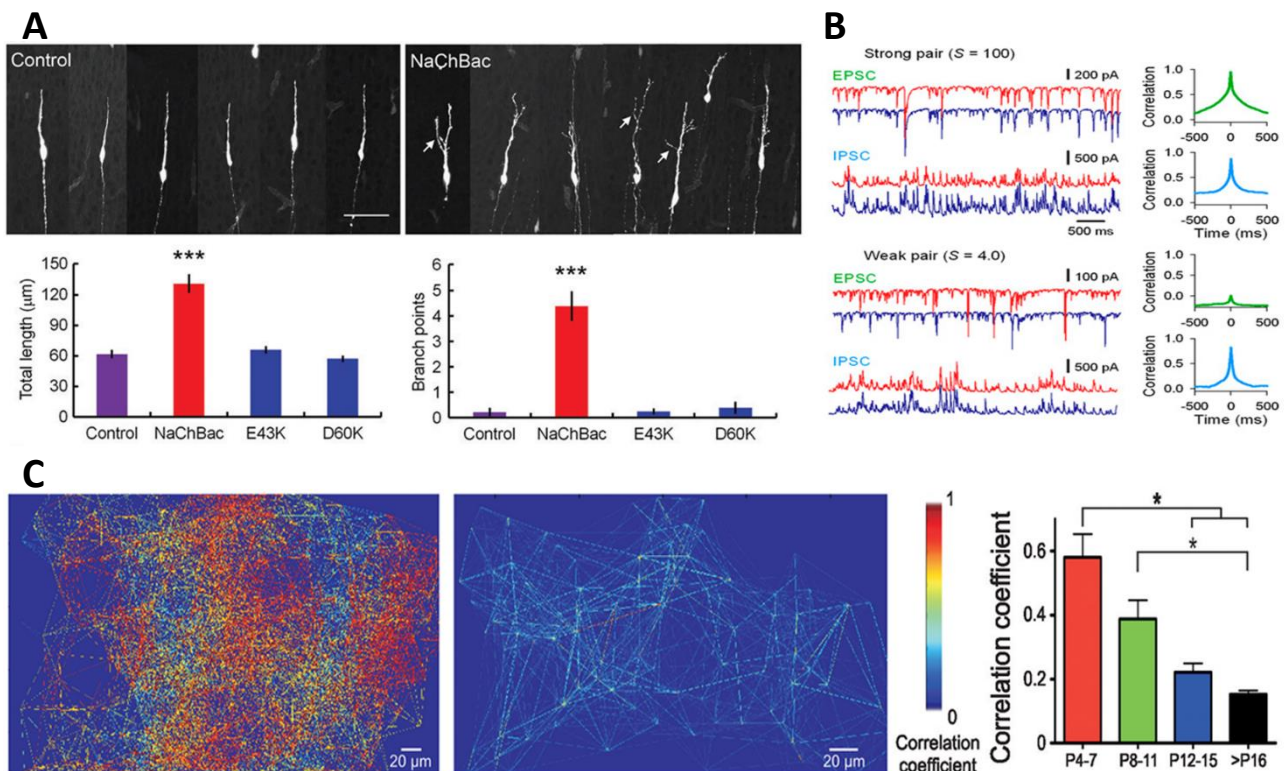 A
Control
NaChBac
Total length (μm)
150
120
90
60
30
0
***
Control
NaChBac
E43K
D60K
Branch points
6
5
4
3
2
1
0
***
Control
NaChBac
E43K
D60K
B
Strong pair (S = 100)
EPSC
200 pA
IPSC
500 pA
500 ms
Correlation
1.0
0.5
0.0
-500
0
500
Correlation
1.0
0.5
0.0
-500
0
500
Time (ms)
Weak pair (S = 4.0)
EPSC
100 pA
IPSC
500 pA
Correlation
1.0
0.5
0.0
-500
0
500
Correlation
1.0
0.5
0.0
-500
0
500
Time (ms)
C
20 μm
20 μm
1
0
Correlation
coefficient
Correlation coefficient
0.6
0.4
0.2
0
*
*
P4-7
P8-11
P12-15
>P16